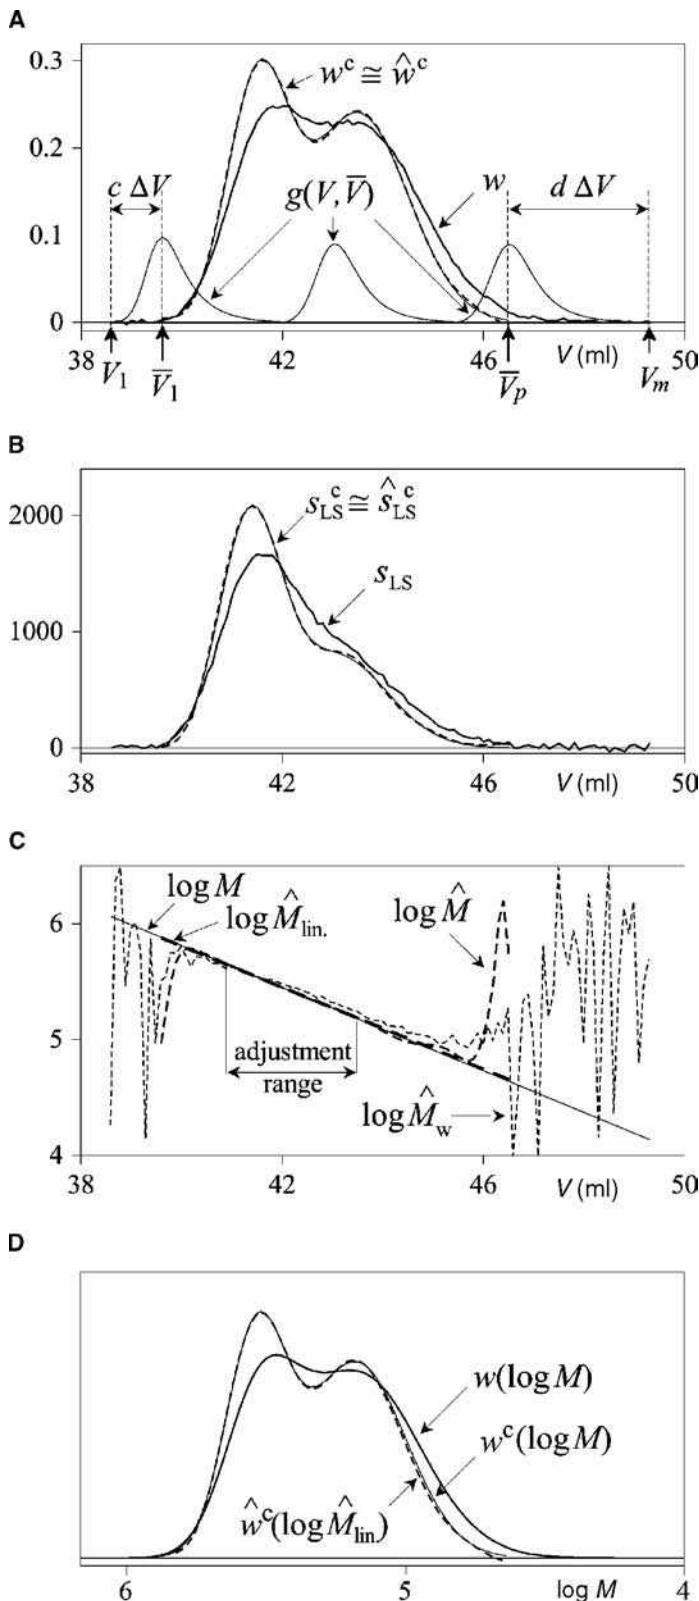 A
0.3
w^c ≅ ŵ^c
0.2
c ΔV
g(V, V̅)
w
d ΔV
0.1
0
38 42 46 V (ml) 50
V_1 V̅_1 V̅_p V_m
B
2000
s_LS^c ≅ ŝ_LS^c
s_LS
1000
0
38 42 46 V (ml) 50
C
6
log M
log M̂_lin.
log M̂
5
adjustment
range
log M̂_w
4
38 42 46 V (ml) 50
D
w(log M)
w^c(log M)
ŵ^c(log M̂_lin.)
6 5 log M 4